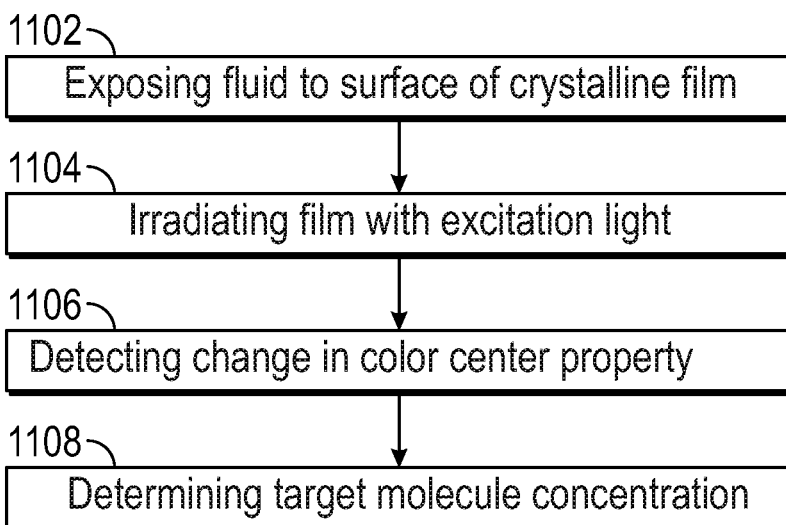 1102
Exposing fluid to surface of crystalline film
1104
Irradiating film with excitation light
1106
Detecting change in color center property
1108
Determining target molecule concentration